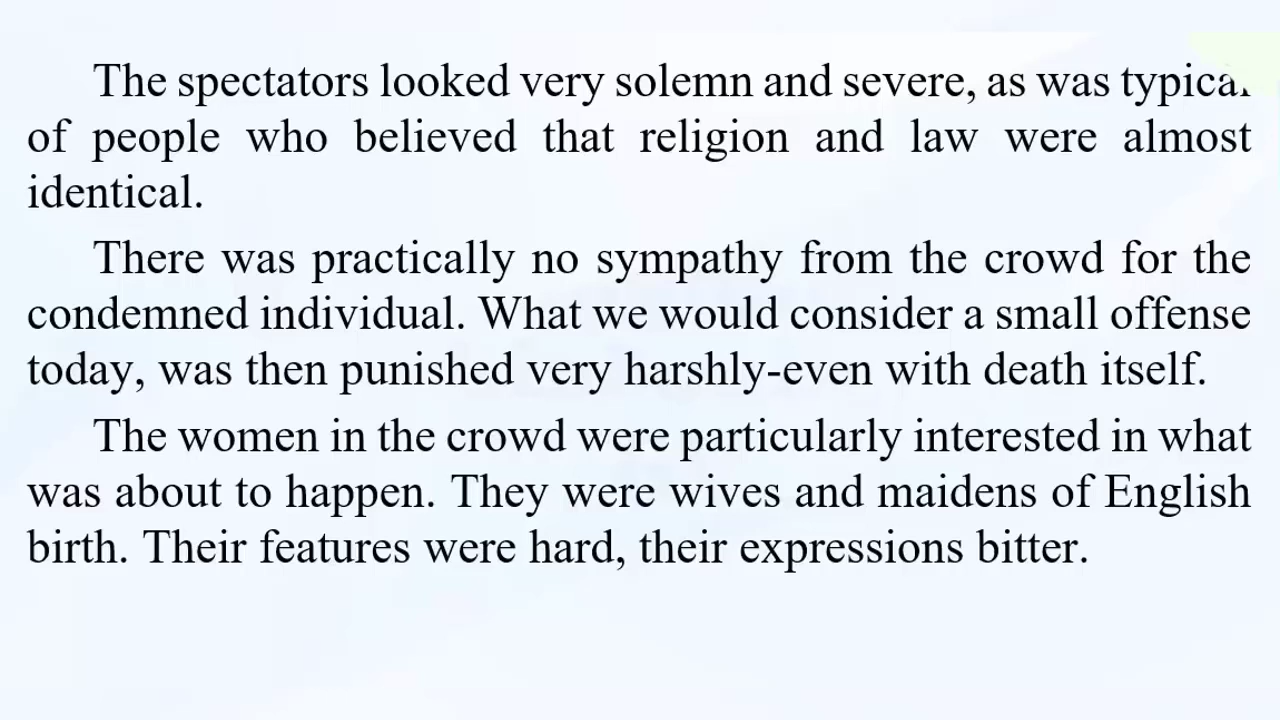 The spectators looked very solemn and severe, as was typical
of people who believed that religion and law were almost
identical.
There was practically no sympathy from the crowd for the
condemned individual. What we would consider a small offense
today, was then punished very harshly-even with death itself.
The women in the crowd were particularly interested in what
was about to happen. They were wives and maidens of English
birth. Their features were hard, their expressions bitter.